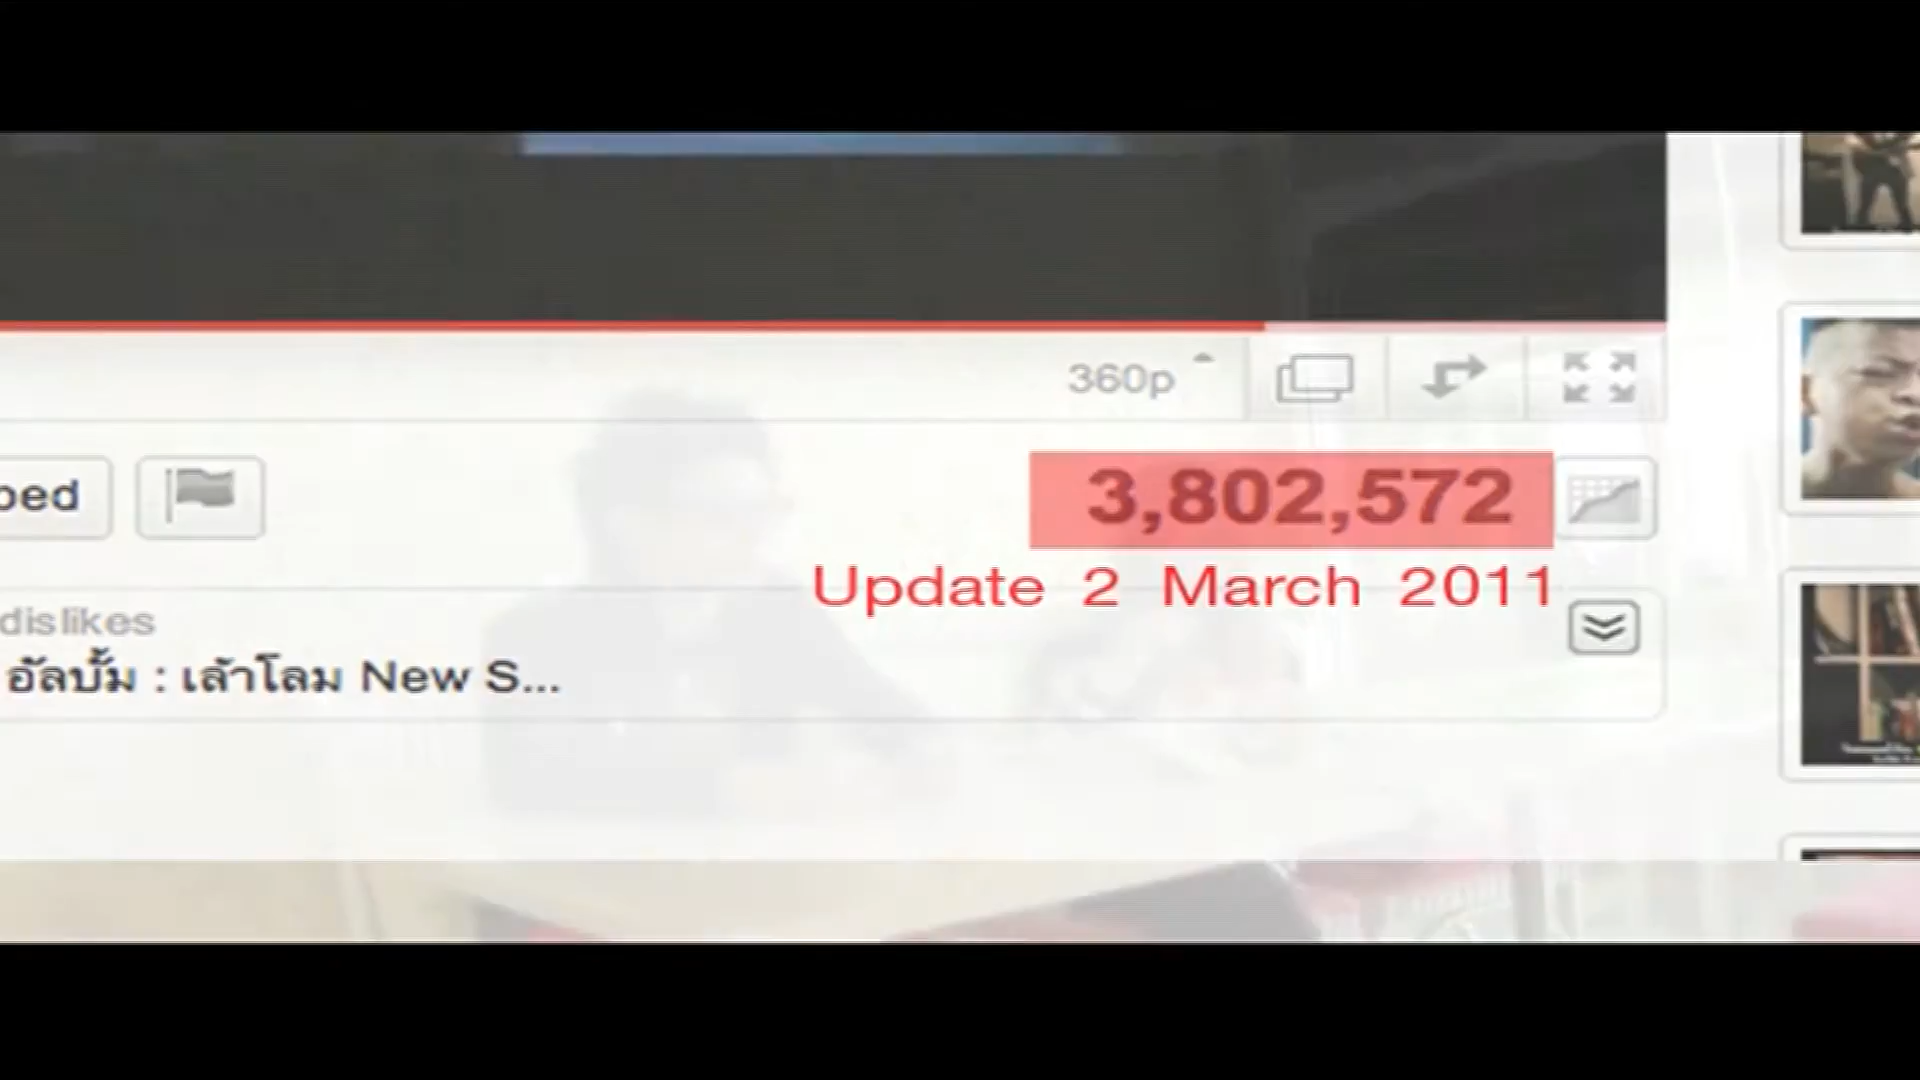 360p
bed
3,802,572
Update 2 March 2011
dislikes
อัลบั้ม : เล้าโลม New S...